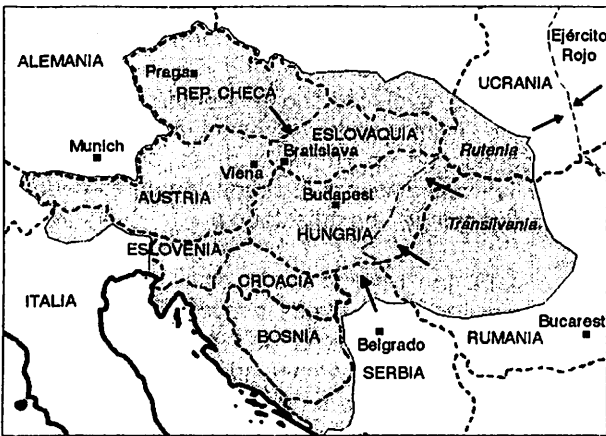 Ejército
Rojo
ALEMANIA
UCRANIA
Praga
REP. CHECA
ESLOVAQUIA
Munich
Viena
Bratislava
Rutenia
AUSTRIA
Budapest
Transilvania
HUNGRIA
ESLOVENIA
CROACIA
ITALIA
BOSNIA
Belgrado
RUMANIA
Bucarest
SERBIA